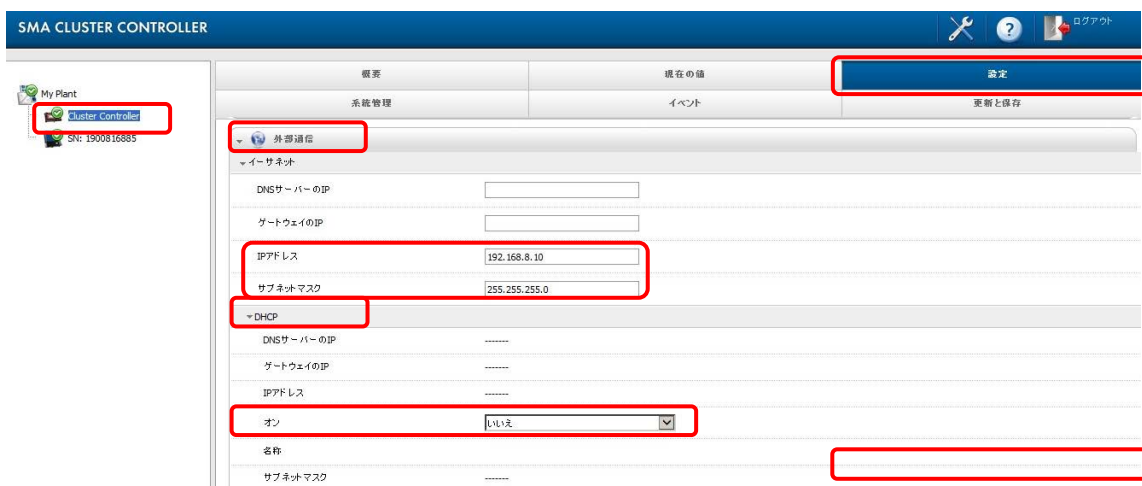 SMA CLUSTER CONTROLLER
ログアウト
My Plant
Cluster Controller
SN: 1900816885
概要 現在の値 設定
系統管理 イベント 更新と保存
外部通信
イーサネット
DNSサーバーのIP
ゲートウェイのIP
IPアドレス 192.168.8.10
サブネットマスク 255.255.255.0
DHCP
DNSサーバーのIP -------
ゲートウェイのIP -------
IPアドレス -------
オン いいえ
名称
サブネットマスク -------